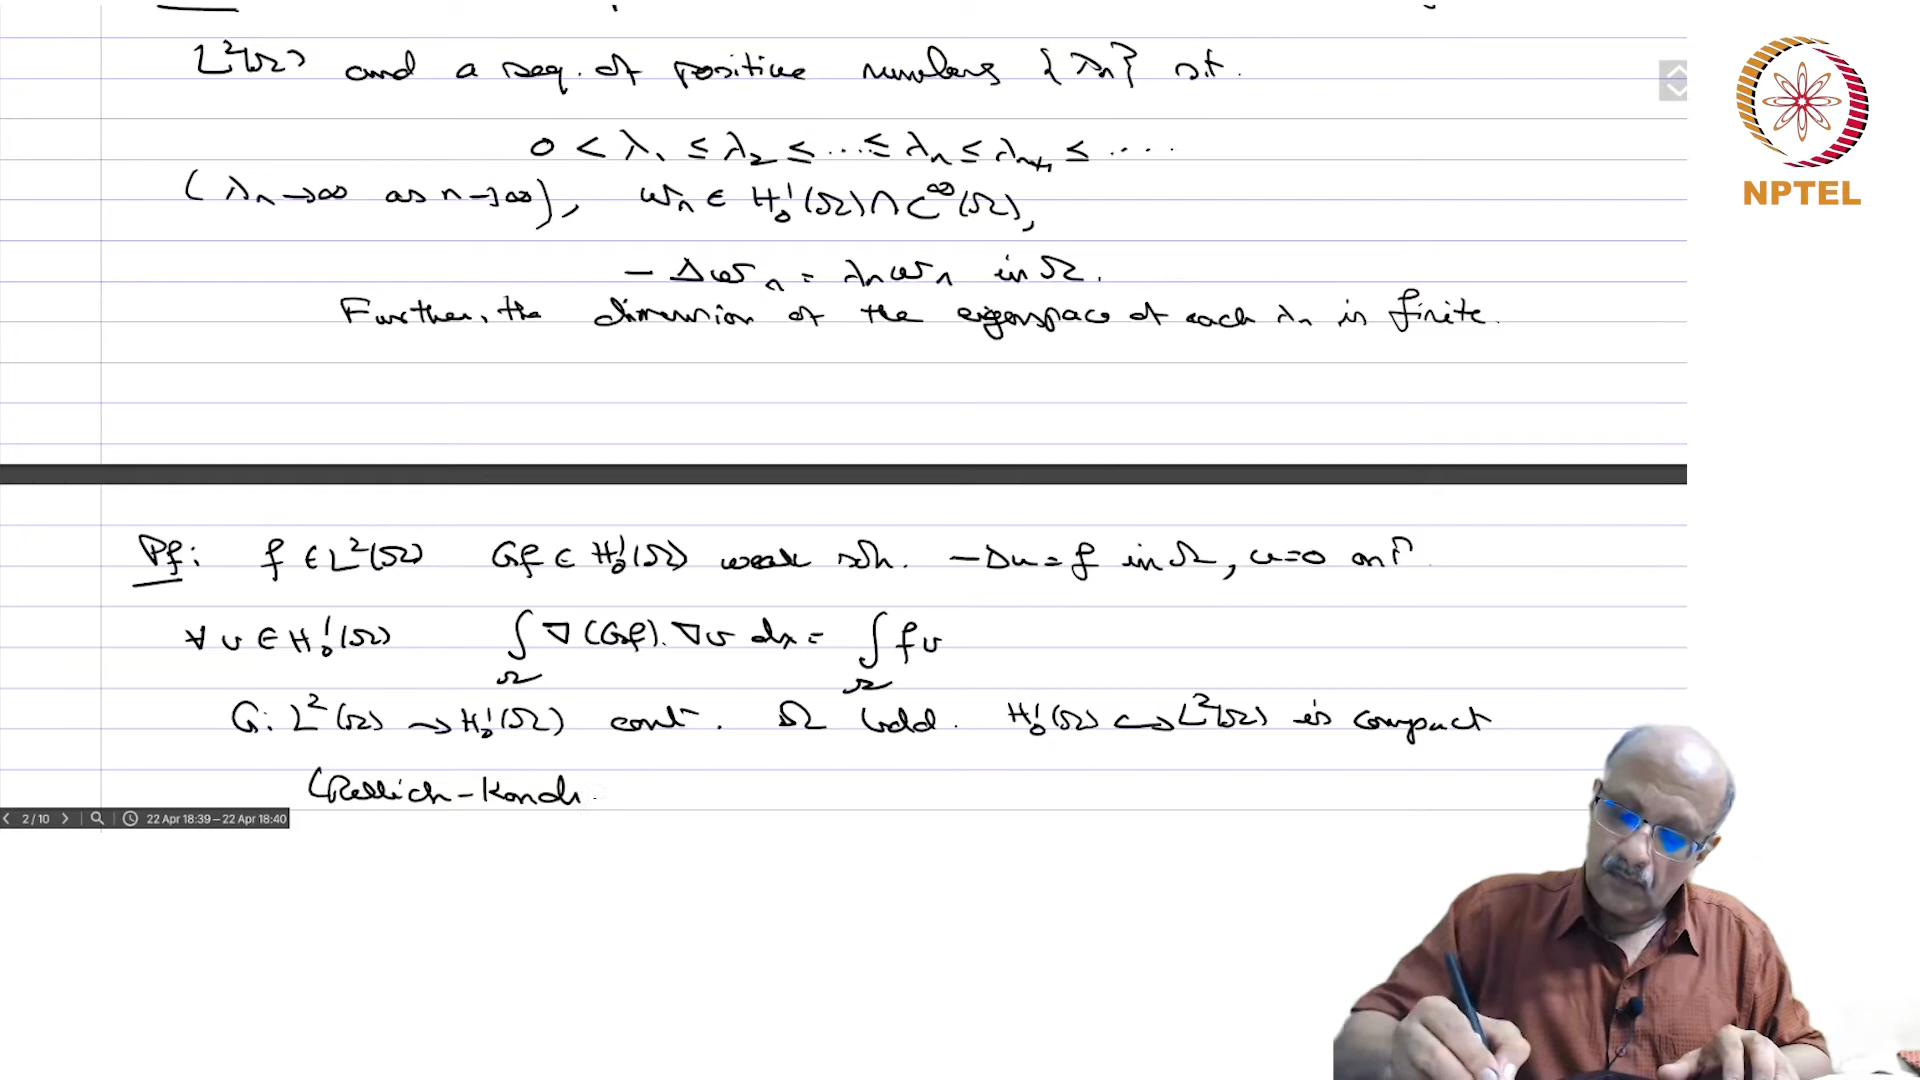 L²(Ω) and a seq. of positive numbers {λₙ} s.t.
0 < λ₁ ≤ λ₂ ≤ ... ≤ λₙ ≤ λₙ₊₁ ≤ ....
(λₙ → ∞ as n → ∞), wₙ ∈ H₀¹(Ω) ∩ C^∞(Ω),
− Δwₙ = λₙwₙ in Ω.
Further, the dimension of the eigenspace of each λₙ is finite.
Pf: f ∈ L²(Ω) Gf ∈ H₀¹(Ω) weak soln. −Δu = f in Ω, u=0 on Γ.
∀ v ∈ H₀¹(Ω) ∫_Ω ∇(Gf).∇v dx = ∫_Ω fv
G: L²(Ω) → H₀¹(Ω) cont. Ω bdd. H₀¹(Ω) ↪ L²(Ω) is compact
(Rellich-Kondr
2/10 22 Apr 18:39 – 22 Apr 18:40
NPTEL